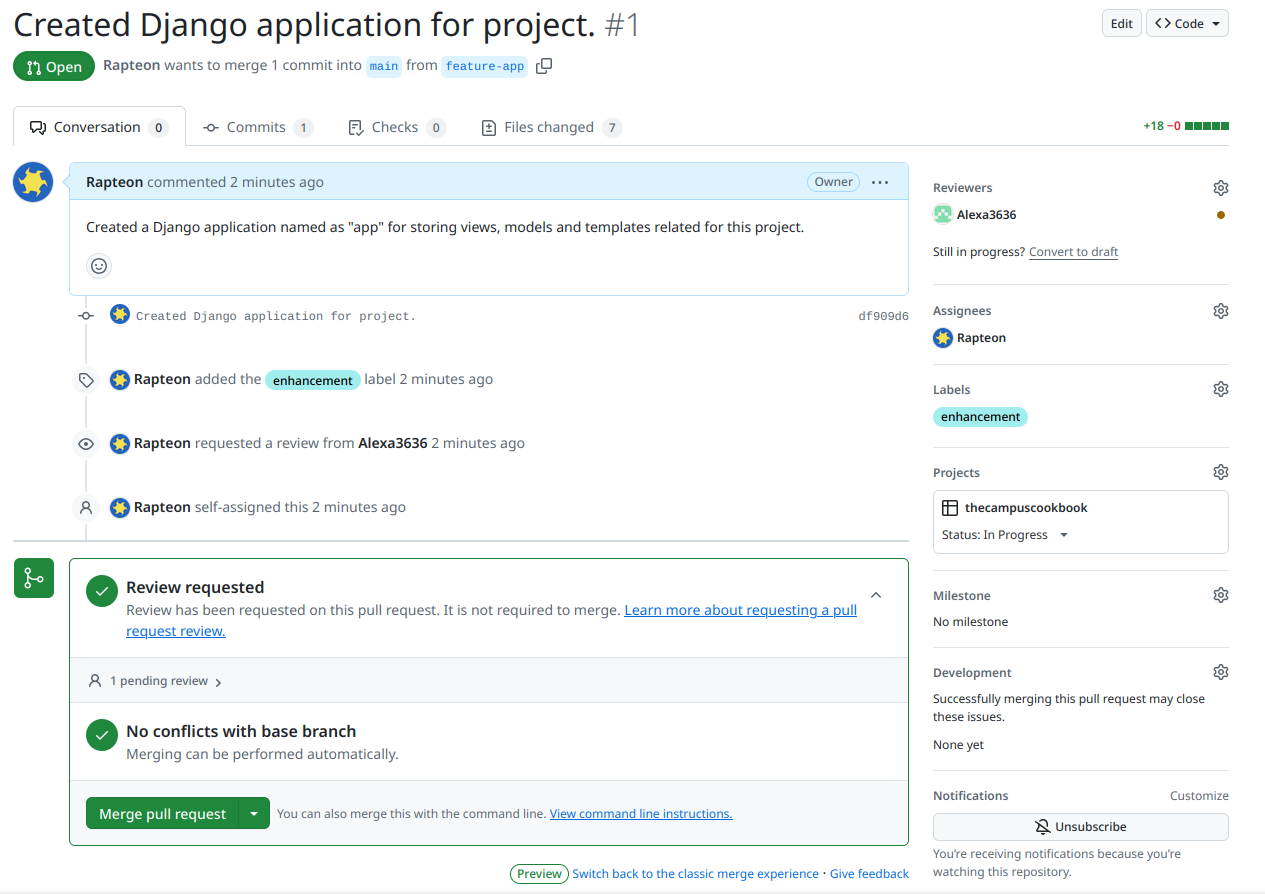 Created Django application for project. #1
Edit
Code
Open
Rapteon wants to merge 1 commit into main from feature-app
Conversation 0
Commits 1
Checks 0
Files changed 7
+18 −0
Rapteon commented 2 minutes ago
Owner
Created a Django application named as "app" for storing views, models and templates related for this project.
Created Django application for project.
df909d6
Rapteon added the enhancement label 2 minutes ago
Rapteon requested a review from Alexa3636 2 minutes ago
Rapteon self-assigned this 2 minutes ago
Review requested
Review has been requested on this pull request. It is not required to merge. Learn more about requesting a pull
request review.
1 pending review
No conflicts with base branch
Merging can be performed automatically.
Merge pull request
You can also merge this with the command line. View command line instructions.
Preview Switch back to the classic merge experience · Give feedback
Reviewers
Alexa3636
Still in progress? Convert to draft
Assignees
Rapteon
Labels
enhancement
Projects
thecampuscookbook
Status: In Progress
Milestone
No milestone
Development
Successfully merging this pull request may close
these issues.
None yet
Notifications
Customize
Unsubscribe
You're receiving notifications because you're
watching this repository.